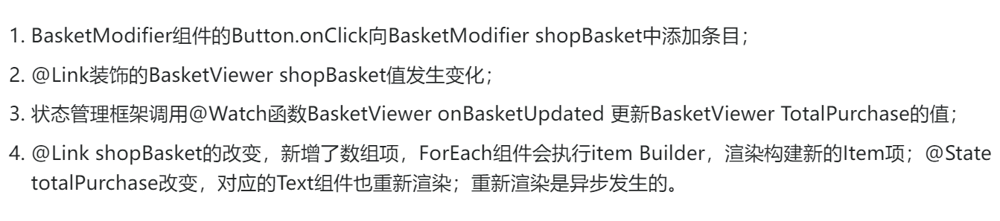 1. BasketModifier组件的Button.onClick向BasketModifier shopBasket中添加条目；
2. @Link装饰的BasketViewer shopBasket值发生变化；
3. 状态管理框架调用@Watch函数BasketViewer onBasketUpdated 更新BasketViewer TotalPurchase的值；
4. @Link shopBasket的改变，新增了数组项，ForEach组件会执行item Builder，渲染构建新的Item项；@State
totalPurchase改变，对应的Text组件也重新渲染；重新渲染是异步发生的。